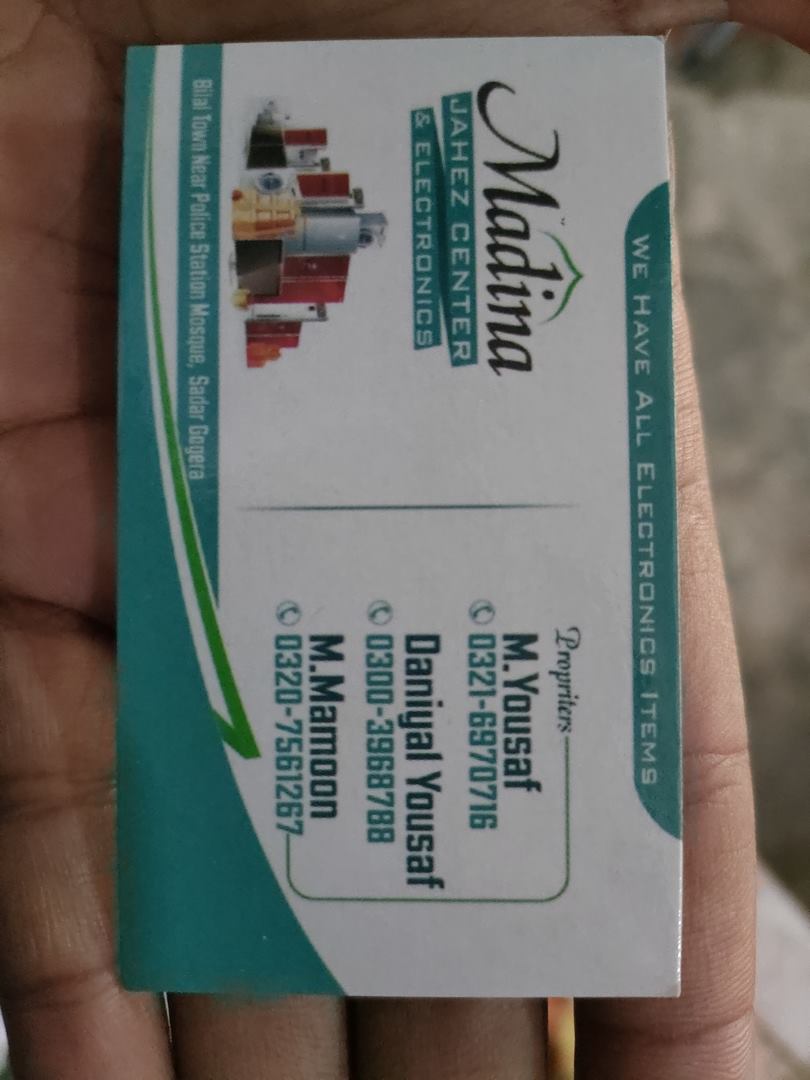 WE HAVE ALL ELECTRONICS ITEMS
Madina
JAHEZ CENTER
& ELECTRONICS
Propriters
M.Yousaf
0321-6970716
Daniyal Yousaf
0300-3968788
M.Mamoon
0320-7561267
Bilal Town Near Police Station Mosque, Sadar Gogera